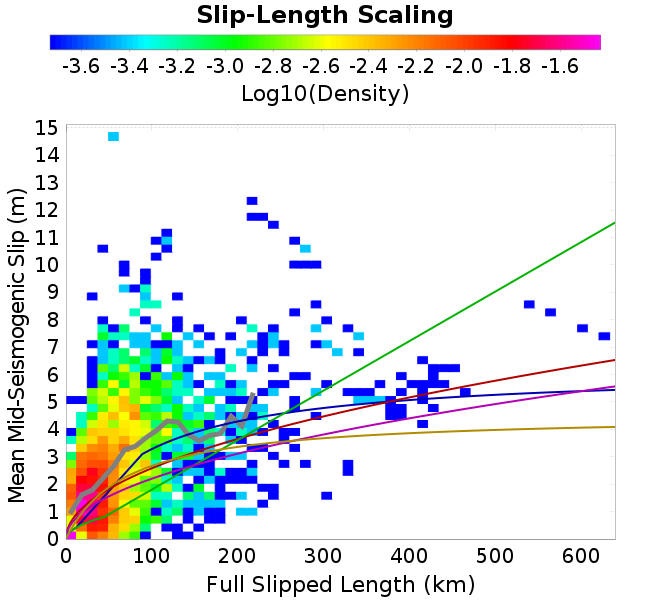 Slip-Length Scaling
-3.6 -3.4 -3.2 -3.0 -2.8 -2.6 -2.4 -2.2 -2.0 -1.8 -1.6
Log10(Density)
Mean Mid-Seismogenic Slip (m)
15
14
13
12
11
10
9
8
7
6
5
4
3
2
1
0
0 100 200 300 400 500 600
Full Slipped Length (km)